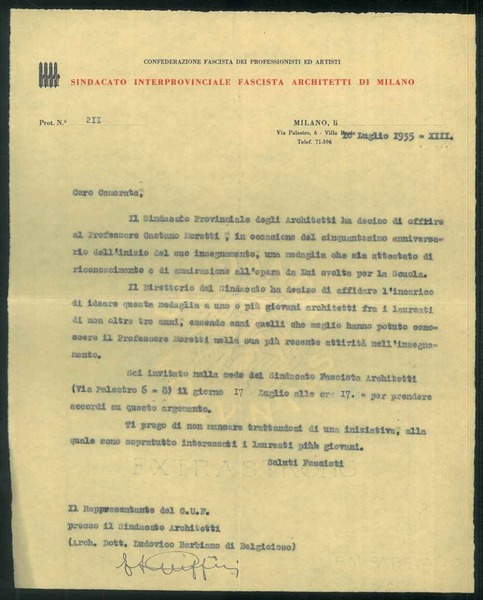 CONFEDERAZIONE FASCISTA DEI PROFESSIONISTI ED ARTISTI
SINDACATO INTERPROVINCIALE FASCISTA ARCHITETTI DI MILANO
Prot. N.° 2II
MILANO, lì
Via Palestro, 6 - Villa Reale
Telef. 71-396
Luglio 1935 = XIII.
Caro Camerata,
Il Sindacato Provinciale degli Architetti ha deciso di offrire
al Professore Gaetano Moretti , in occasione del cinquantesimo anniversa-
rio dell'inizio del suo insegnamento, una medaglia che sia attestato di
riconoscimento e di ammirazione all'opera da Lui svolta per la Scuola.
Il Direttorio del Sindacato ha deciso di affidare l'incarico
di ideare questa medaglia a uno o più giovani architetti fra i laureati
di non oltre tre anni, essendo essi quelli che meglio hanno potuto cono=
scere il Professore Moretti nella sua più recente attività nell'insegna-
mento.
Sei invitato nella sede del Sindacato Fascista Architetti
(Via Palestro 6 = 8) il giorno 17 Luglio alle ore 17. = per prendere
accordi su questo argomento.
Ti prego di non mancare trattandosi di una iniziativa, alla
quale sono sopratutto interessati i laureati più giovani.
Saluti Fascisti
EXTRA STRONG
Il Rappresentante del G.U.F.
presso il Sindacato Architetti
(Arch. Dott. Ludovico Barbiano di Belgioioso)